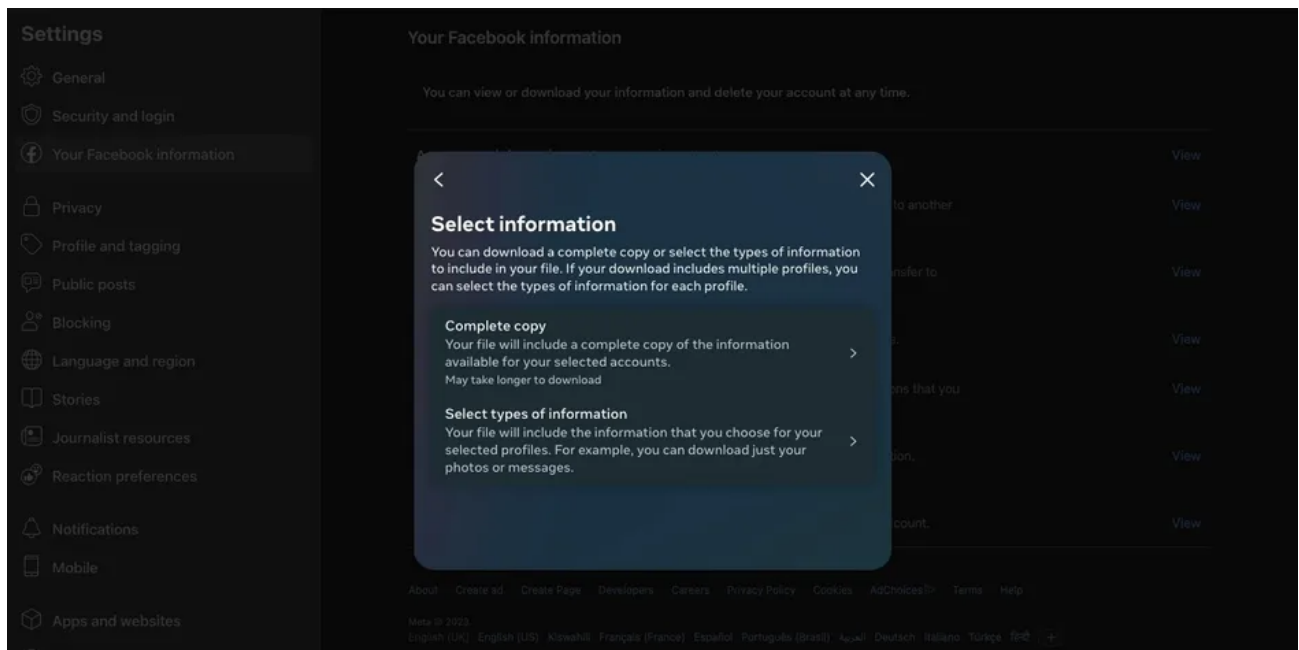 Settings
General
Security and login
Your Facebook information
Privacy
Profile and tagging
Public posts
Blocking
Language and region
Stories
Journalist resources
Reaction preferences
Notifications
Mobile
Apps and websites
Your Facebook information
You can view or download your information and delete your account at any time.
View
to another
View
nsfer to
View
View
ons that you
View
ion.
View
count.
View
Select information
You can download a complete copy or select the types of information
to include in your file. If your download includes multiple profiles, you
can select the types of information for each profile.
Complete copy
Your file will include a complete copy of the information
available for your selected accounts.
May take longer to download
Select types of information
Your file will include the information that you choose for your
selected profiles. For example, you can download just your
photos or messages.
About Create ad Create Page Developers Careers Privacy Policy Cookies AdChoices Terms Help
Meta © 2023
English (UK) English (US) Kiswahili Français (France) Español Português (Brasil) العربية Deutsch Italiano Türkçe हिन्दी +